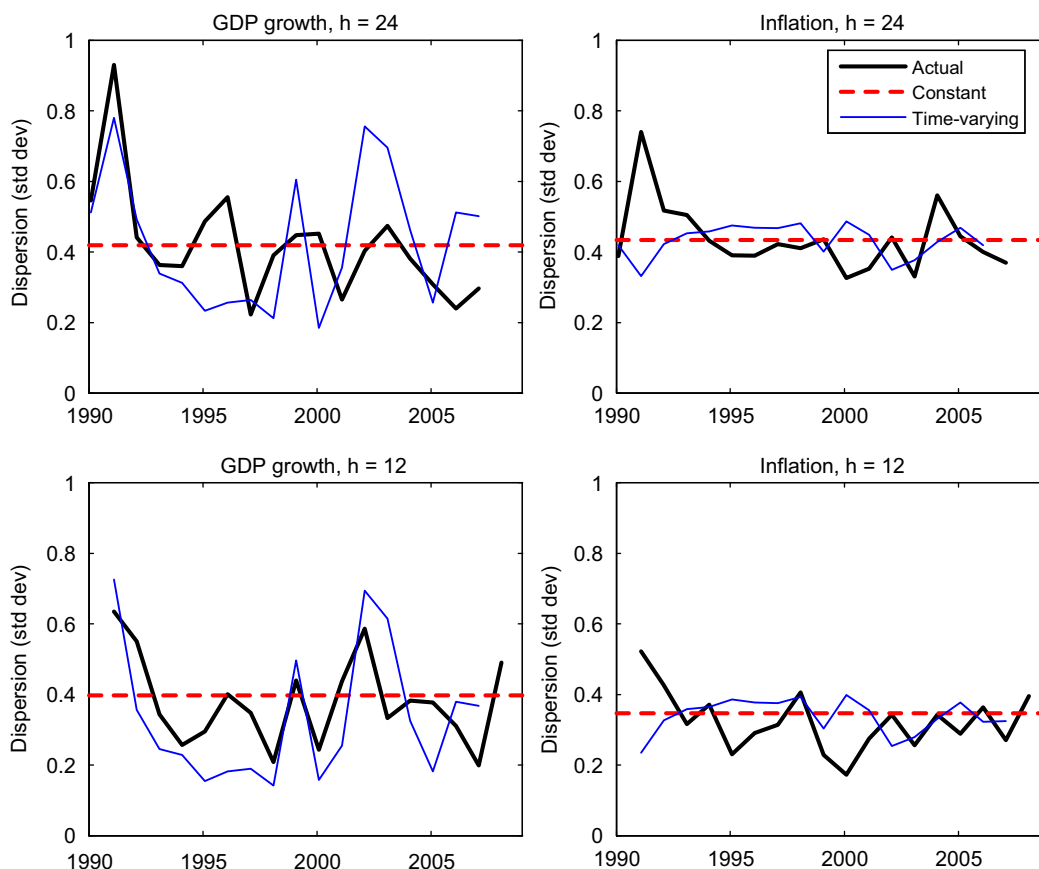 GDP growth, h = 24
Dispersion (std dev)
1
0.8
0.6
0.4
0.2
0
1990 1995 2000 2005
Inflation, h = 24
Actual
Constant
Time-varying
Dispersion (std dev)
1
0.8
0.6
0.4
0.2
0
1990 1995 2000 2005
GDP growth, h = 12
Dispersion (std dev)
1
0.8
0.6
0.4
0.2
0
1990 1995 2000 2005
Inflation, h = 12
Dispersion (std dev)
1
0.8
0.6
0.4
0.2
0
1990 1995 2000 2005